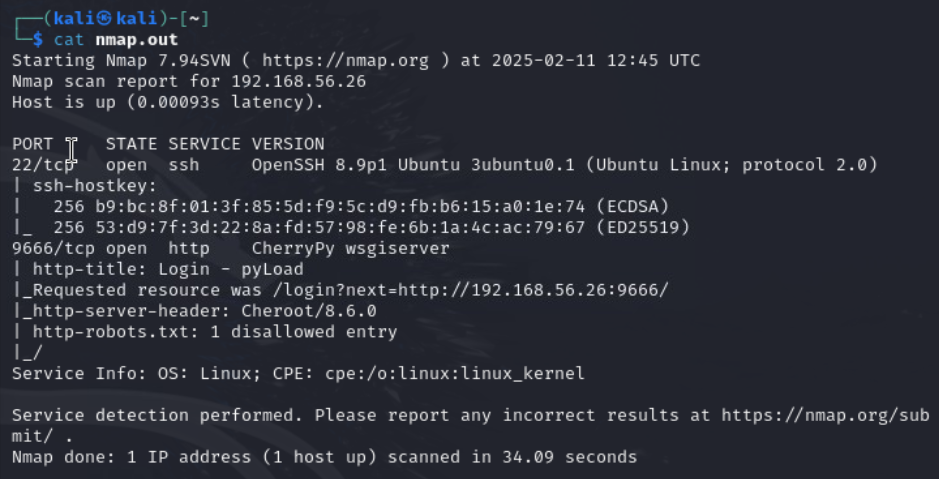 ┌──(kali㉿kali)-[~]
└─$ cat nmap.out
Starting Nmap 7.94SVN ( https://nmap.org ) at 2025-02-11 12:45 UTC
Nmap scan report for 192.168.56.26
Host is up (0.00093s latency).

PORT     STATE SERVICE VERSION
22/tcp   open  ssh     OpenSSH 8.9p1 Ubuntu 3ubuntu0.1 (Ubuntu Linux; protocol 2.0)
| ssh-hostkey:
|   256 b9:bc:8f:01:3f:85:5d:f9:5c:d9:fb:b6:15:a0:1e:74 (ECDSA)
|_  256 53:d9:7f:3d:22:8a:fd:57:98:fe:6b:1a:4c:ac:79:67 (ED25519)
9666/tcp open  http    CherryPy wsgiserver
| http-title: Login - pyLoad
|_Requested resource was /login?next=http://192.168.56.26:9666/
|_http-server-header: Cheroot/8.6.0
| http-robots.txt: 1 disallowed entry
|_/
Service Info: OS: Linux; CPE: cpe:/o:linux:linux_kernel

Service detection performed. Please report any incorrect results at https://nmap.org/sub
mit/ .
Nmap done: 1 IP address (1 host up) scanned in 34.09 seconds